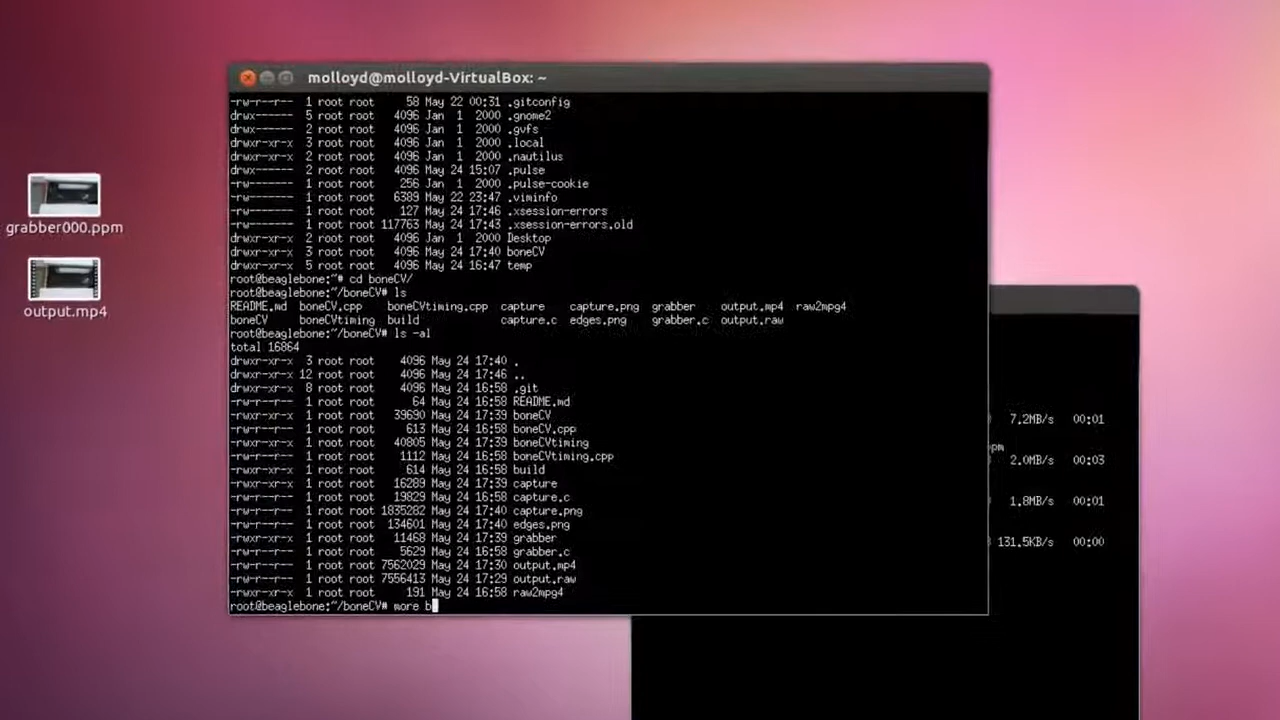 molloyd@molloyd-VirtualBox: ~
-rw-r--r-- 1 root root 58 May 22 00:31 .gitconfig
drwx------ 5 root root 4096 Jan 1 2000 .gnome2
drwx------ 2 root root 4096 Jan 1 2000 .gvfs
drwxr-xr-x 3 root root 4096 Jan 1 2000 .local
drwxr-xr-x 2 root root 4096 Jan 1 2000 .nautilus
drwx------ 2 root root 4096 May 24 15:07 .pulse
-rw------- 1 root root 256 Jan 1 2000 .pulse-cookie
-rw------- 1 root root 6389 May 22 23:47 .viminfo
-rw------- 1 root root 127 May 24 17:46 .xsession-errors
-rw------- 1 root root 117763 May 24 17:43 .xsession-errors.old
drwxr-xr-x 2 root root 4096 Jan 1 2000 Desktop
drwxr-xr-x 3 root root 4096 May 24 17:40 boneCV
drwxr-xr-x 5 root root 4096 May 24 16:47 temp
root@beaglebone:~# cd boneCV/
root@beaglebone:~/boneCV# ls
README.md boneCV.cpp boneCVtiming.cpp capture capture.png grabber output.mp4 raw2mpg4
boneCV boneCVtiming build capture.c edges.png grabber.c output.raw
root@beaglebone:~/boneCV# ls -al
total 16864
drwxr-xr-x 3 root root 4096 May 24 17:40 .
drwxr-xr-x 12 root root 4096 May 24 17:46 ..
drwxr-xr-x 8 root root 4096 May 24 16:58 .git
-rw-r--r-- 1 root root 64 May 24 16:58 README.md
-rwxr-xr-x 1 root root 39690 May 24 17:39 boneCV
-rw-r--r-- 1 root root 613 May 24 16:58 boneCV.cpp
-rwxr-xr-x 1 root root 40805 May 24 17:39 boneCVtiming
-rw-r--r-- 1 root root 1112 May 24 16:58 boneCVtiming.cpp
-rwxr-xr-x 1 root root 614 May 24 16:58 build
-rwxr-xr-x 1 root root 16289 May 24 17:39 capture
-rw-r--r-- 1 root root 19829 May 24 16:58 capture.c
-rw-r--r-- 1 root root 1835282 May 24 17:40 capture.png
-rw-r--r-- 1 root root 134601 May 24 17:40 edges.png
-rwxr-xr-x 1 root root 11468 May 24 17:39 grabber
-rw-r--r-- 1 root root 5629 May 24 16:58 grabber.c
-rw-r--r-- 1 root root 7562029 May 24 17:30 output.mp4
-rw-r--r-- 1 root root 7556413 May 24 17:29 output.raw
-rwxr-xr-x 1 root root 191 May 24 16:58 raw2mpg4
root@beaglebone:~/boneCV# more b
grabber000.ppm
output.mp4
7.2MB/s 00:01
ppm
2.0MB/s 00:03
1.8MB/s 00:01
131.5KB/s 00:00